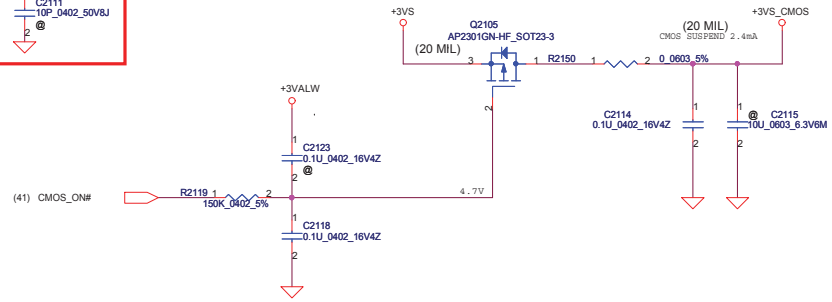 C2111
10P_0402_50V8J
2
@
+3VS
Q2105
AP2301GN-HF_SOT23-3
(20 MIL)
3
1
2
R2150
1
2
0_0603_5%
(20 MIL)
CMOS SUSPEND 2.4mA
+3VS_CMOS
1
C2114
0.1U_0402_16V4Z
2
1
@
C2115
10U_0603_6.3V6M
2
+3VALW
1
C2123
0.1U_0402_16V4Z
2
@
(41) CMOS_ON#
R2119
1
2
150K_0402_5%
4.7V
1
C2118
0.1U_0402_16V4Z
2